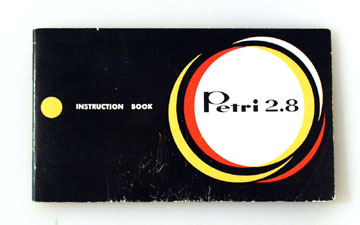 INSTRUCTION BOOK
Petri 2.8